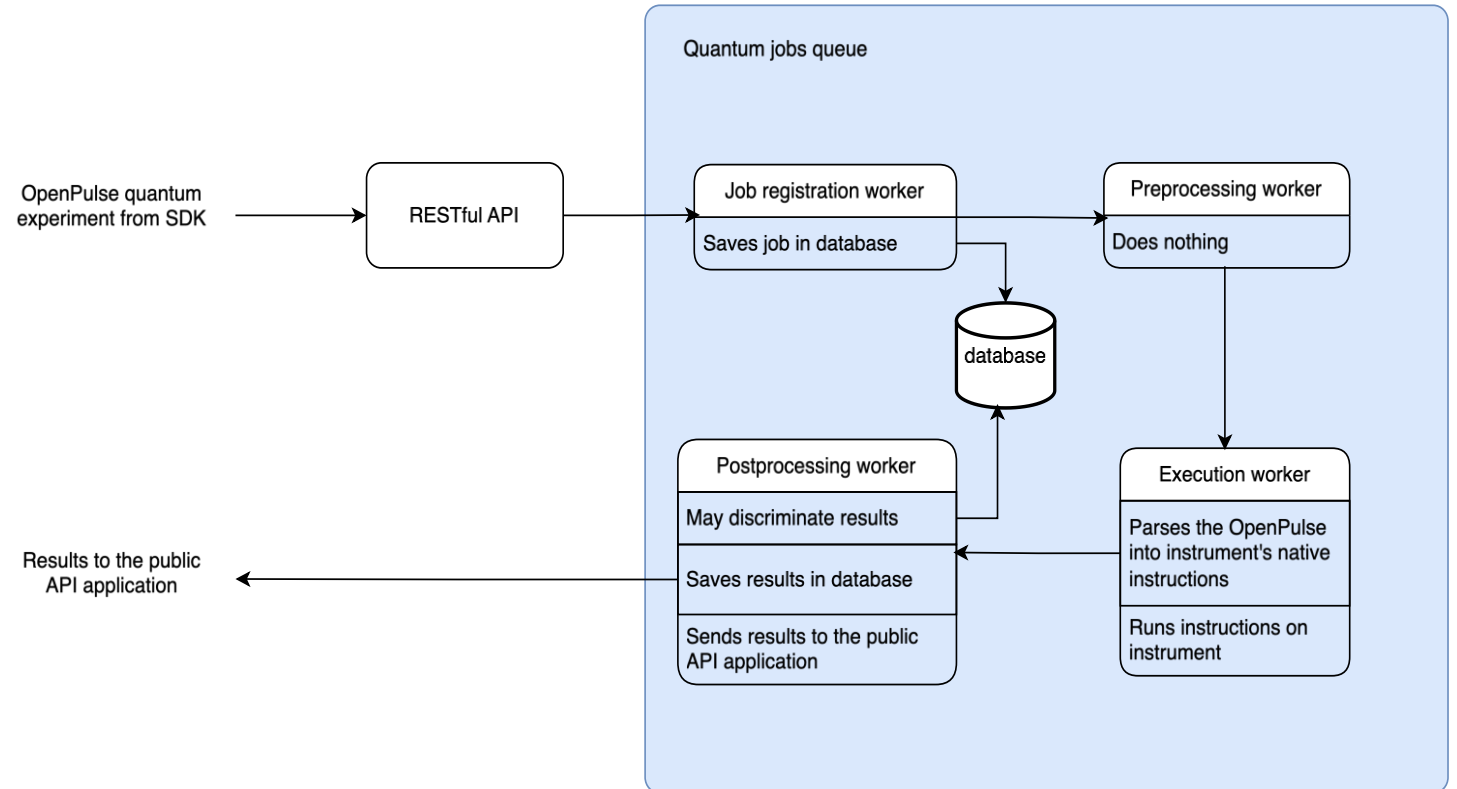 Quantum jobs queue
OpenPulse quantum
experiment from SDK
RESTful API
Job registration worker
Saves job in database
Preprocessing worker
Does nothing
database
Postprocessing worker
May discriminate results
Saves results in database
Sends results to the public
API application
Execution worker
Parses the OpenPulse
into instrument's native
instructions
Runs instructions on
instrument
Results to the public
API application